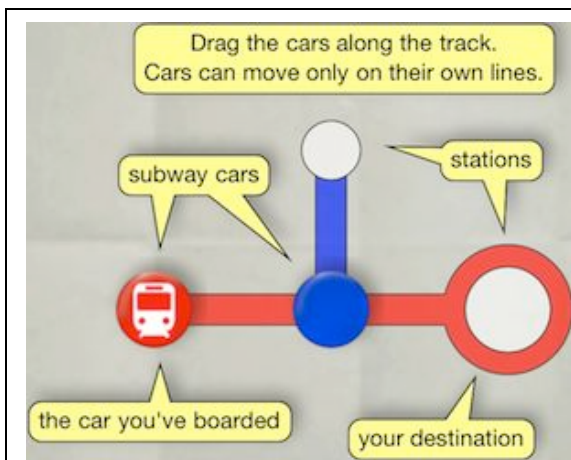 Drag the cars along the track.
Cars can move only on their own lines.
subway cars
stations
the car you've boarded
your destination